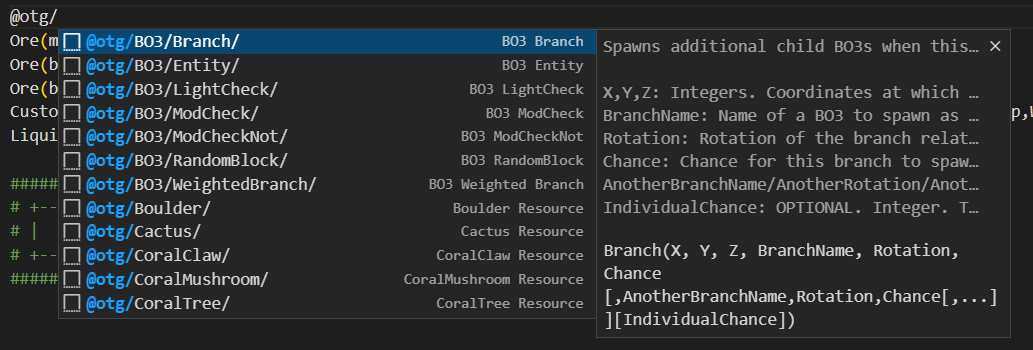 @otg/
Ore(m
Ore(b
Ore(b
Custo
Liqui
#####
# +--
# |
# +--
#####
@otg/BO3/Branch/ BO3 Branch
@otg/BO3/Entity/ BO3 Entity
@otg/BO3/LightCheck/ BO3 LightCheck
@otg/BO3/ModCheck/ BO3 ModCheck
@otg/BO3/ModCheckNot/ BO3 ModCheckNot
@otg/BO3/RandomBlock/ BO3 RandomBlock
@otg/BO3/WeightedBranch/ BO3 Weighted Branch
@otg/Boulder/ Boulder Resource
@otg/Cactus/ Cactus Resource
@otg/CoralClaw/ CoralClaw Resource
@otg/CoralMushroom/ CoralMushroom Resource
@otg/CoralTree/ CoralTree Resource
Spawns additional child BO3s when this…
X,Y,Z: Integers. Coordinates at which …
BranchName: Name of a BO3 to spawn as …
Rotation: Rotation of the branch relat…
Chance: Chance for this branch to spaw…
AnotherBranchName/AnotherRotation/Anot…
IndividualChance: OPTIONAL. Integer. T…
Branch(X, Y, Z, BranchName, Rotation,
Chance
[,AnotherBranchName,Rotation,Chance[,...]
][IndividualChance])
p,